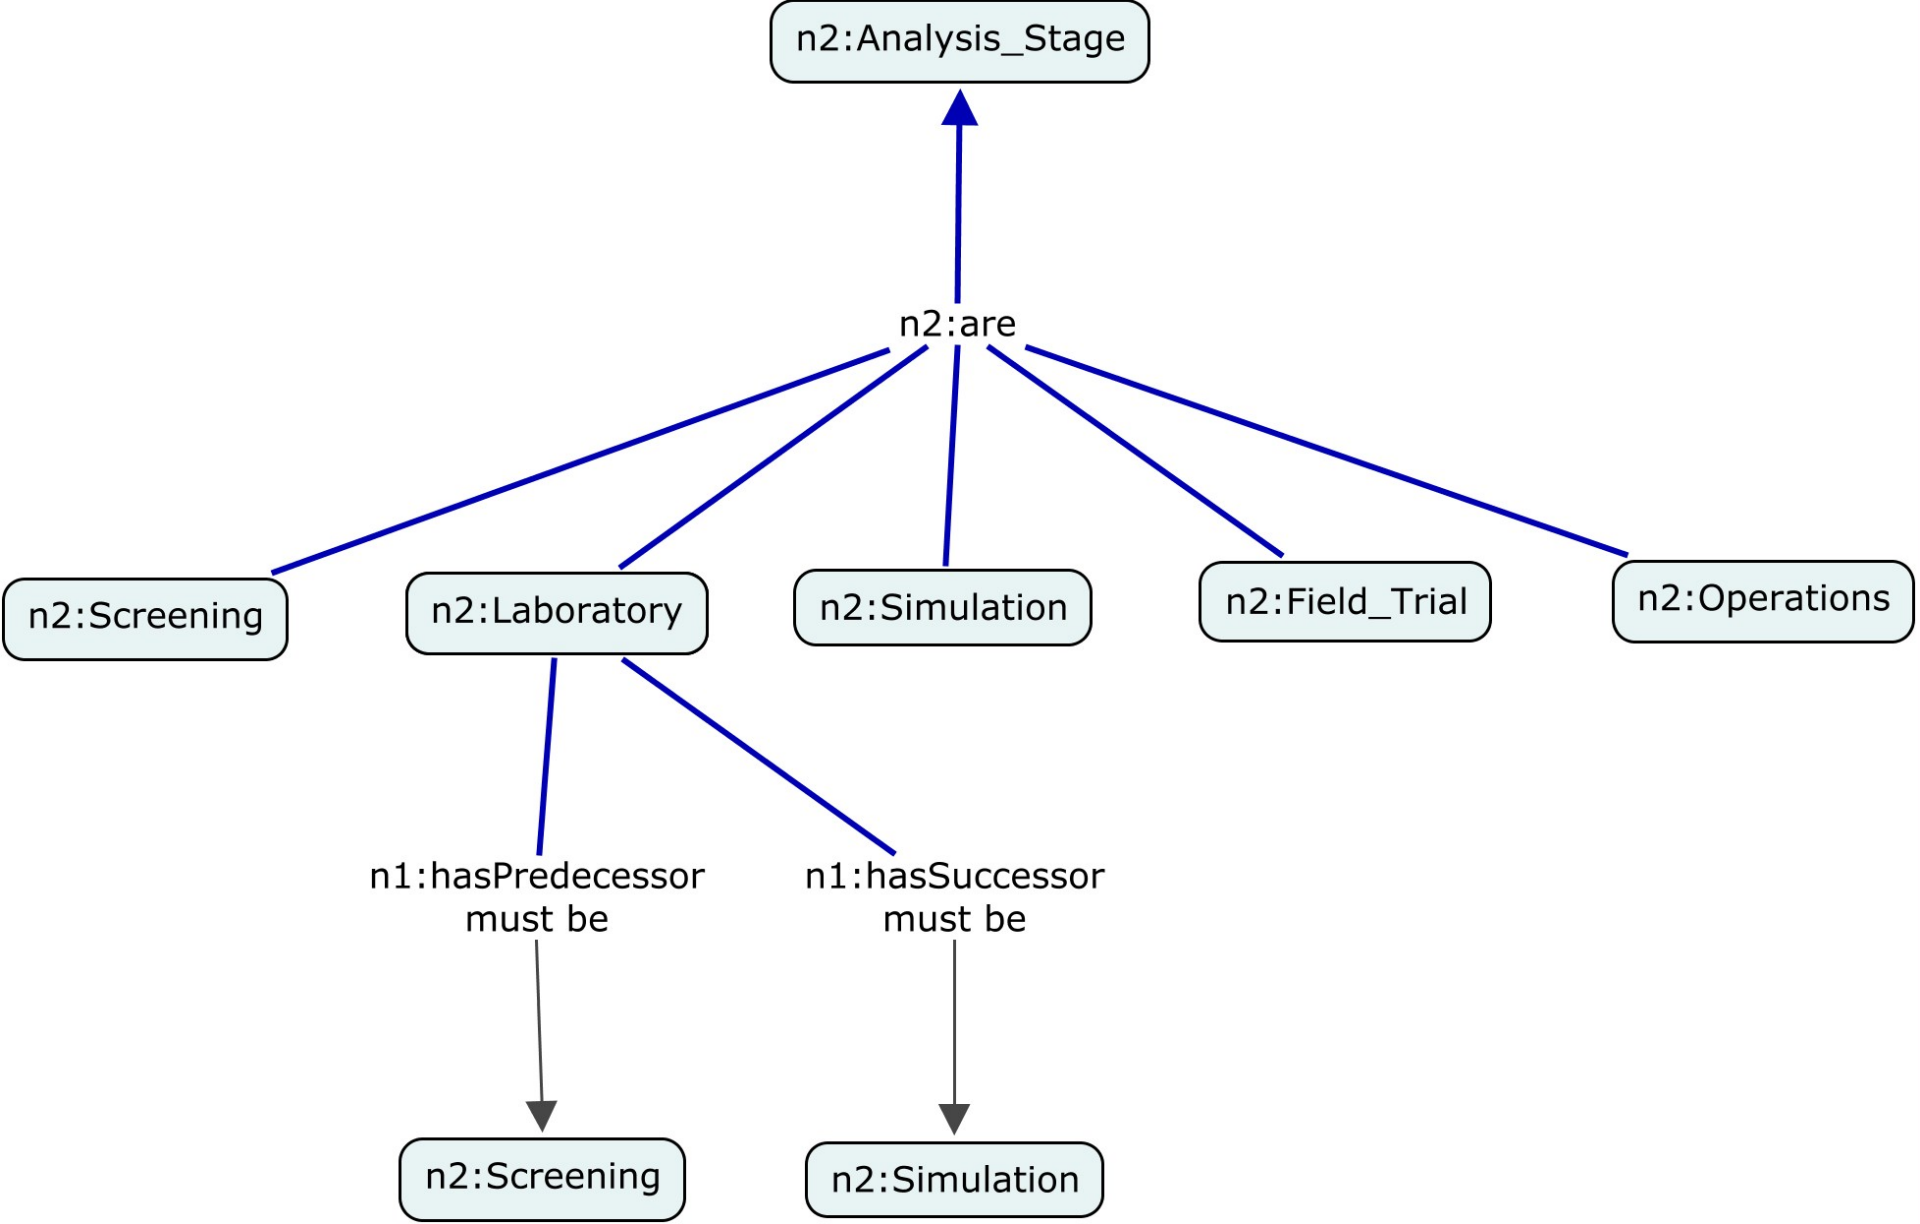 n2:Analysis_Stage
n2:are
n2:Screening
n2:Laboratory
n2:Simulation
n2:Field_Trial
n2:Operations
n1:hasPredecessor
must be
n1:hasSuccessor
must be
n2:Screening
n2:Simulation